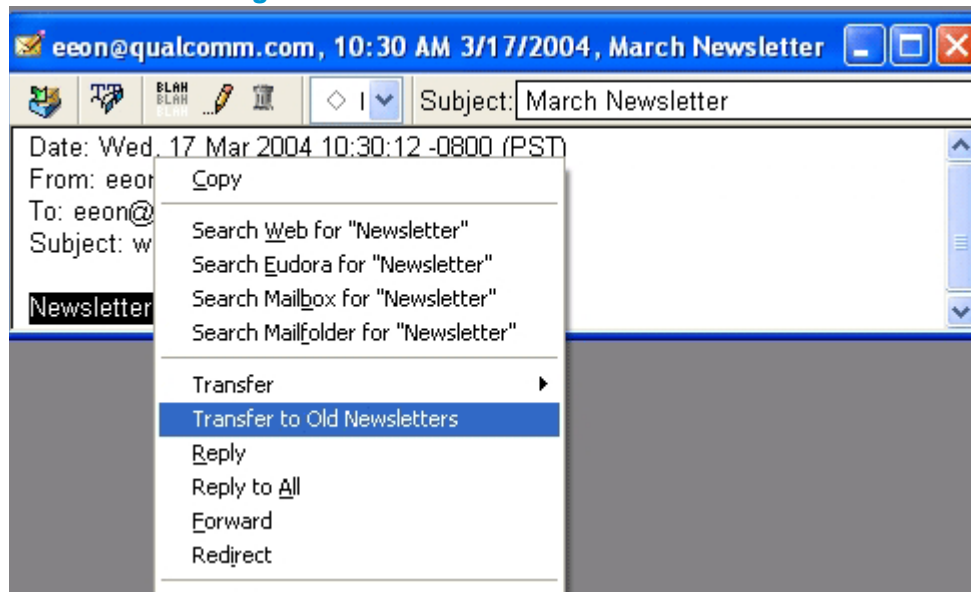 eeon@qualcomm.com, 10:30 AM 3/17/2004, March Newsletter
BLAH BLAH Subject: March Newsletter
Date: Wed, 17 Mar 2004 10:30:12 -0800 (PST)
From: eeon
To: eeon@
Subject: w
Newsletter
Copy
Search Web for "Newsletter"
Search Eudora for "Newsletter"
Search Mailbox for "Newsletter"
Search Mailfolder for "Newsletter"
Transfer
Transfer to Old Newsletters
Reply
Reply to All
Forward
Redirect